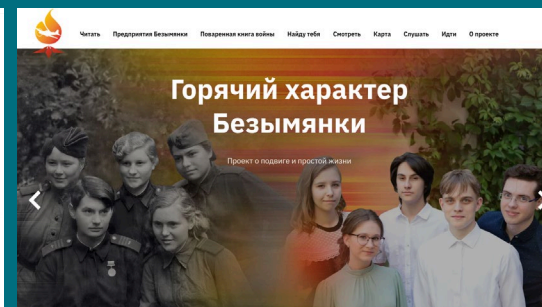 Читать Предприятия Безымянки Поваренная книга войны Найду тебя Смотреть Карта Слушать Идти О проекте
Горячий характер
Безымянки
Проект о подвиге и простой жизни